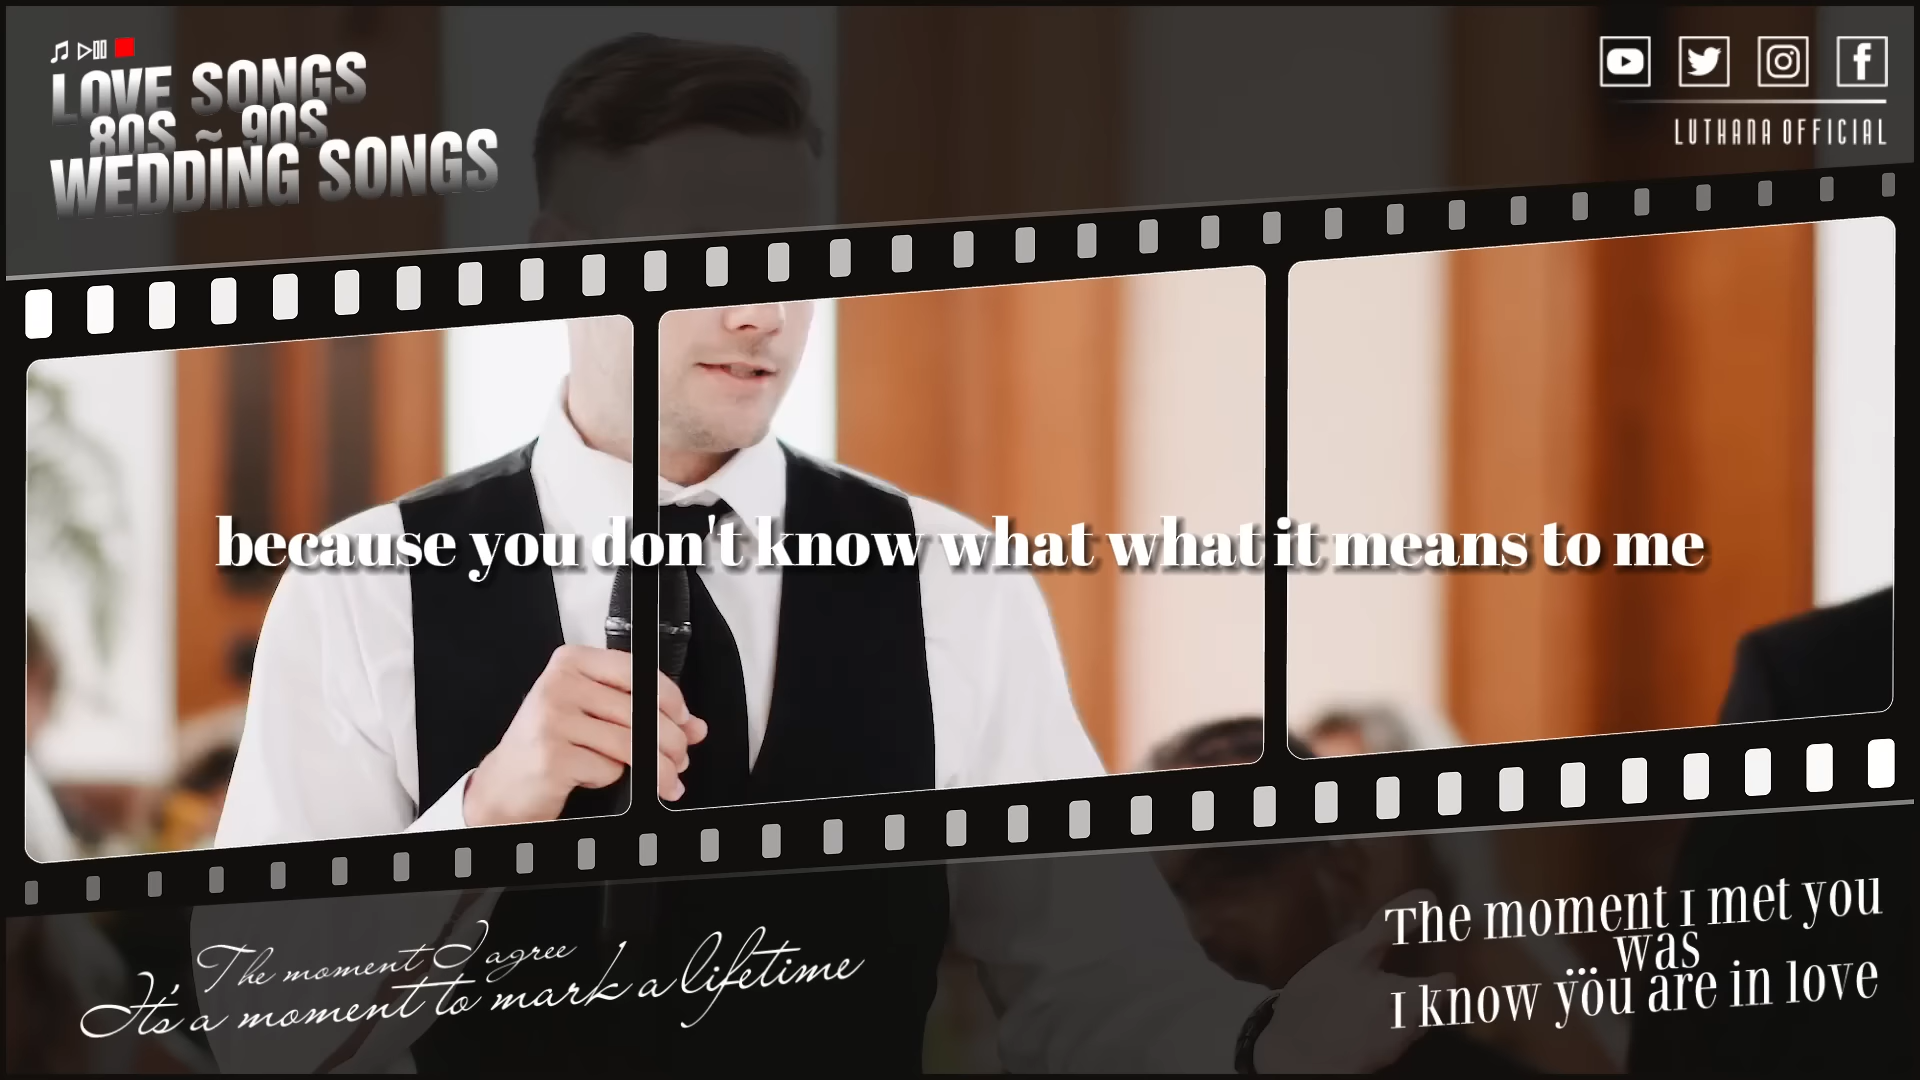 LOVE SONGS
80S ~ 90S
WEDDING SONGS
LUTHANA OFFICIAL
because you don't know what what it means to me
The moment I agree
It's a moment to mark a lifetime
The moment I met you
was
I know you are in love